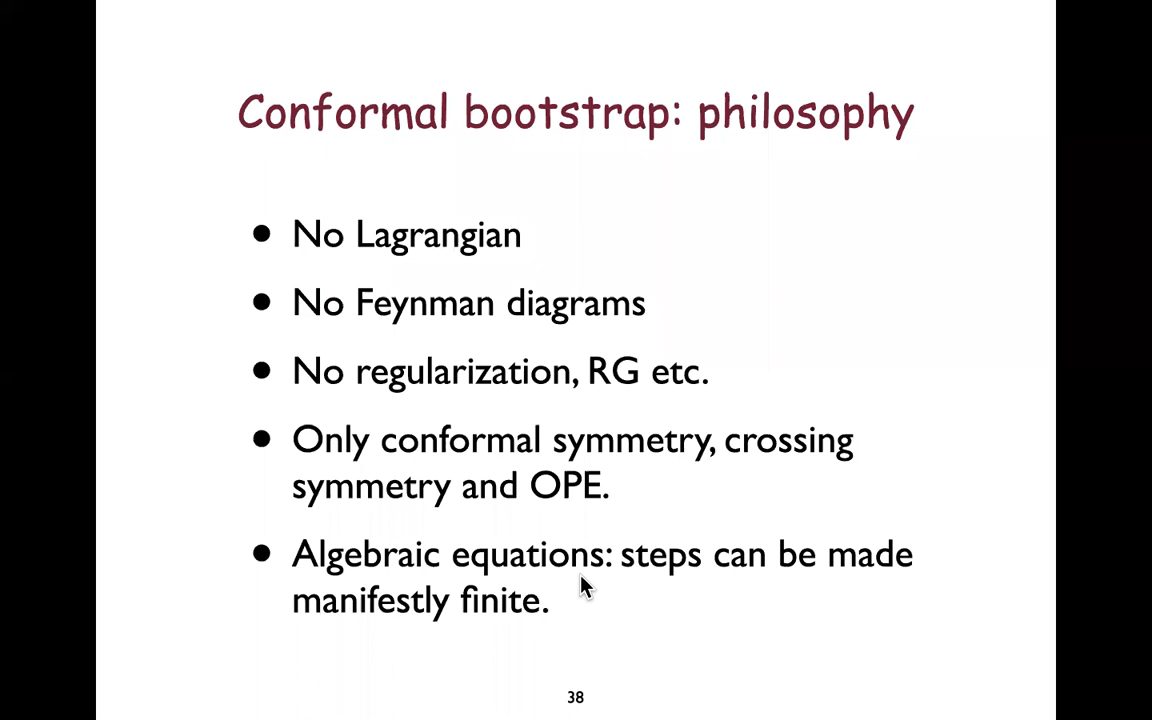 Conformal bootstrap: philosophy
• No Lagrangian
• No Feynman diagrams
• No regularization, RG etc.
• Only conformal symmetry, crossing
symmetry and OPE.
• Algebraic equations: steps can be made
manifestly finite.
38